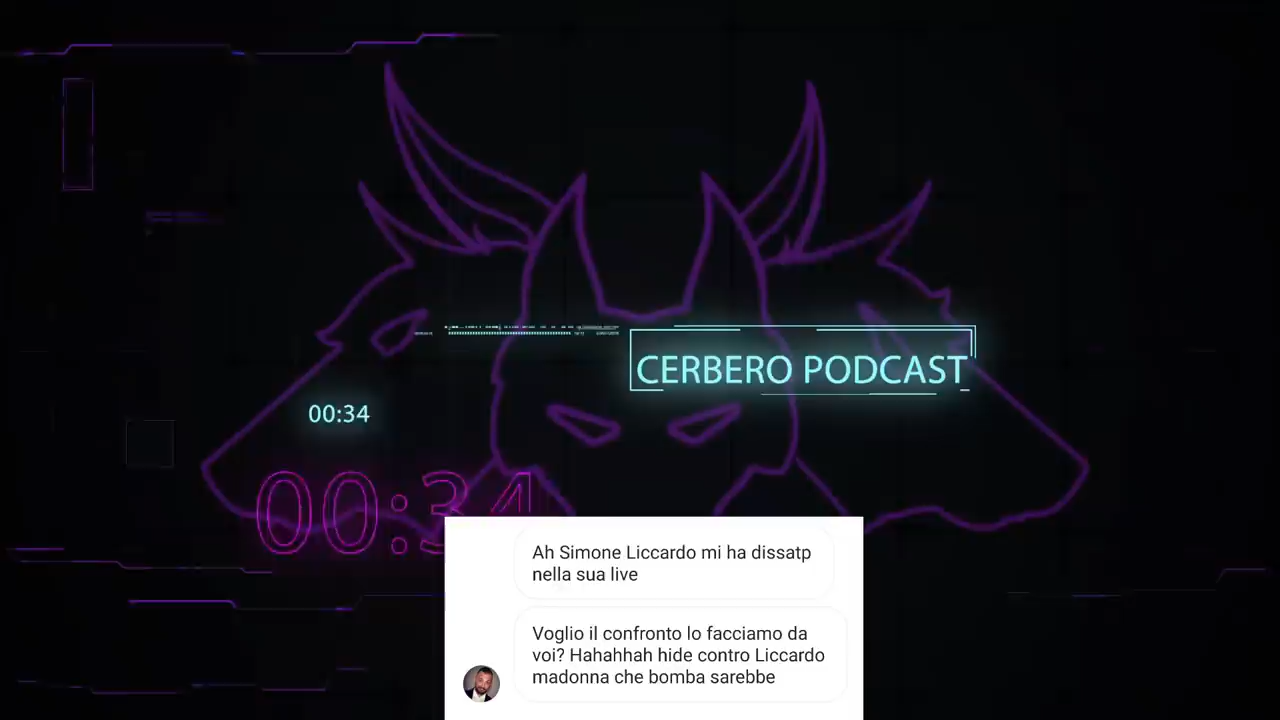 CERBERO PODCAST
00:34
00:34
Ah Simone Liccardo mi ha dissatp
nella sua live
Voglio il confronto lo facciamo da
voi? Hahahhah hide contro Liccardo
madonna che bomba sarebbe